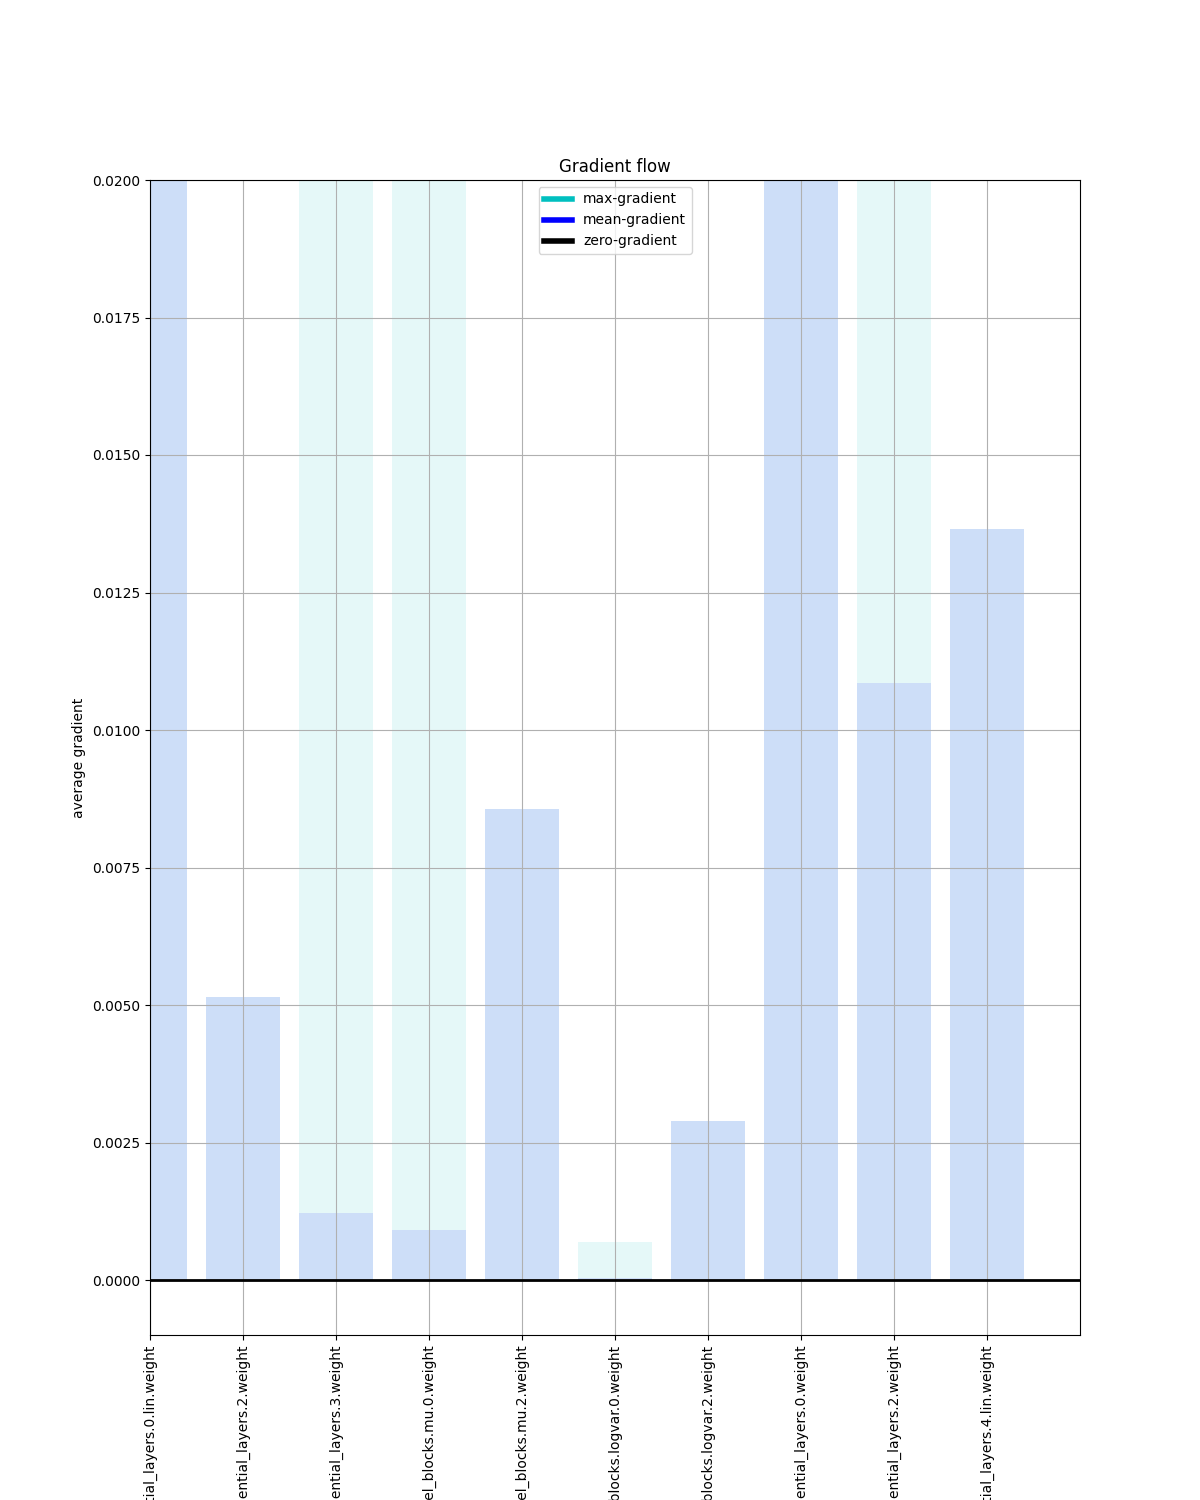 Gradient flow
max-gradient
mean-gradient
zero-gradient
0.0200
0.0175
0.0150
0.0125
0.0100
0.0075
0.0050
0.0025
0.0000
average gradient
tial_layers.0.lin.weight
ential_layers.2.weight
ential_layers.3.weight
el_blocks.mu.0.weight
el_blocks.mu.2.weight
blocks.logvar.0.weight
blocks.logvar.2.weight
ential_layers.0.weight
ential_layers.2.weight
tial_layers.4.lin.weight